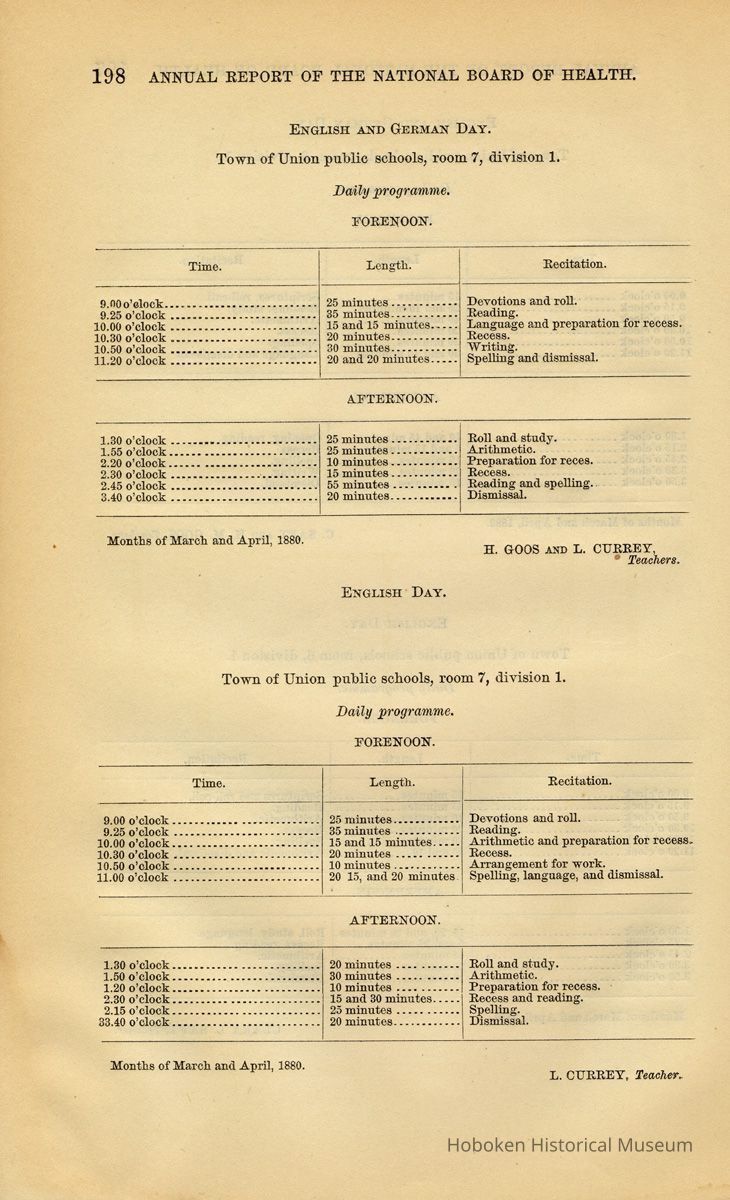 198 ANNUAL REPORT OF THE NATIONAL BOARD OF HEALTH.
ENGLISH AND GERMAN DAY.
Town of Union public schools, room 7, division 1.
Daily programme.
FORENOON.
Time. Length. Recitation.
9.00 o'clock 25 minutes Devotions and roll.
9.25 o'clock 35 minutes Reading.
10.00 o'clock 15 and 15 minutes Language and preparation for recess.
10.30 o'clock 20 minutes Recess.
10.50 o'clock 30 minutes Writing.
11.20 o'clock 20 and 20 minutes Spelling and dismissal.
AFTERNOON.
1.30 o'clock 25 minutes Roll and study.
1.55 o'clock 25 minutes Arithmetic.
2.20 o'clock 10 minutes Preparation for reces.
2.30 o'clock 15 minutes Recess.
2.45 o'clock 55 minutes Reading and spelling.
3.40 o'clock 20 minutes Dismissal.
Months of March and April, 1880.
H. GOOS AND L. CURREY,
Teachers.
ENGLISH DAY.
Town of Union public schools, room 7, division 1.
Daily programme.
FORENOON.
Time. Length. Recitation.
9.00 o'clock 25 minutes Devotions and roll.
9.25 o'clock 35 minutes Reading.
10.00 o'clock 15 and 15 minutes Arithmetic and preparation for recess.
10.30 o'clock 20 minutes Recess.
10.50 o'clock 10 minutes Arrangement for work.
11.00 o'clock 20 15, and 20 minutes Spelling, language, and dismissal.
AFTERNOON.
1.30 o'clock 20 minutes Roll and study.
1.50 o'clock 30 minutes Arithmetic.
1.20 o'clock 10 minutes Preparation for recess.
2.30 o'clock 15 and 30 minutes Recess and reading.
2.15 o'clock 25 minutes Spelling.
33.40 o'clock 20 minutes Dismissal.
Months of March and April, 1880.
L. CURREY, Teacher.
Hoboken Historical Museum